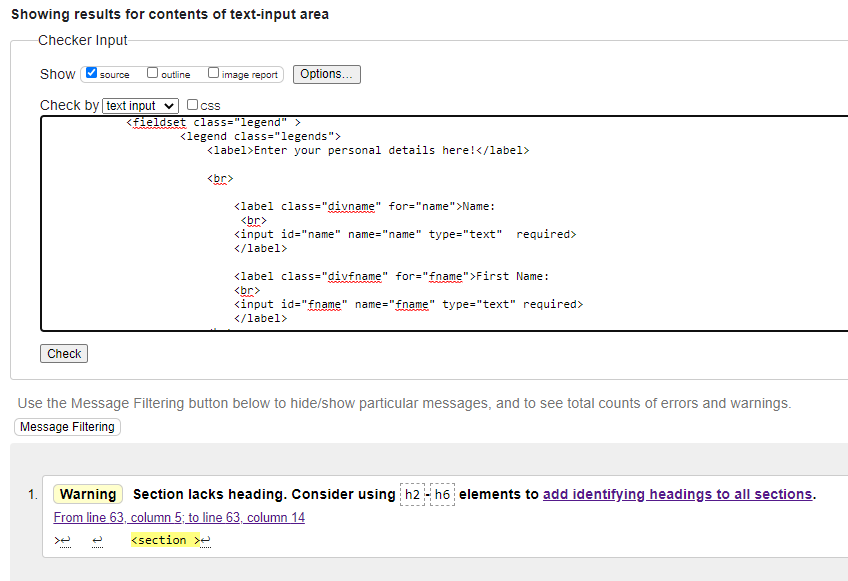 Showing results for contents of text-input area
Checker Input
Show source outline image report Options...
Check by text input css
<fieldset class="legend" >
<legend class="legends">
<label>Enter your personal details here!</label>
<br>
<label class="divname" for="name">Name:
<br>
<input id="name" name="name" type="text"  required>
</label>
<label class="divfname" for="fname">First Name:
<br>
<input id="fname" name="fname" type="text" required>
</label>
Check
Use the Message Filtering button below to hide/show particular messages, and to see total counts of errors and warnings.
Message Filtering
1. Warning Section lacks heading. Consider using h2-h6 elements to add identifying headings to all sections.
From line 63, column 5; to line 63, column 14
>↩ ↩ <section >↩